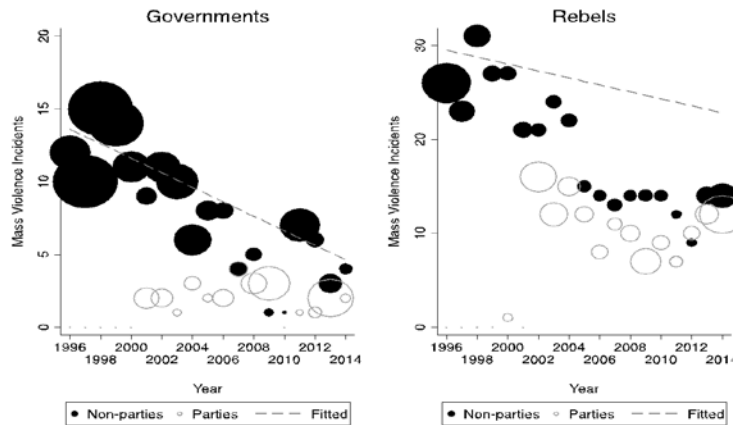 Governments
20
15
10
5
0
Mass Violence Incidents
1996 2000 2004 2008 2012
1998 2002 2006 2010 2014
Year
● Non-parties ○ Parties — — — Fitted
Rebels
30
20
10
0
Mass Violence Incidents
1996 2000 2004 2008 2012
1998 2002 2006 2010 2014
Year
● Non-parties ○ Parties — — — Fitted